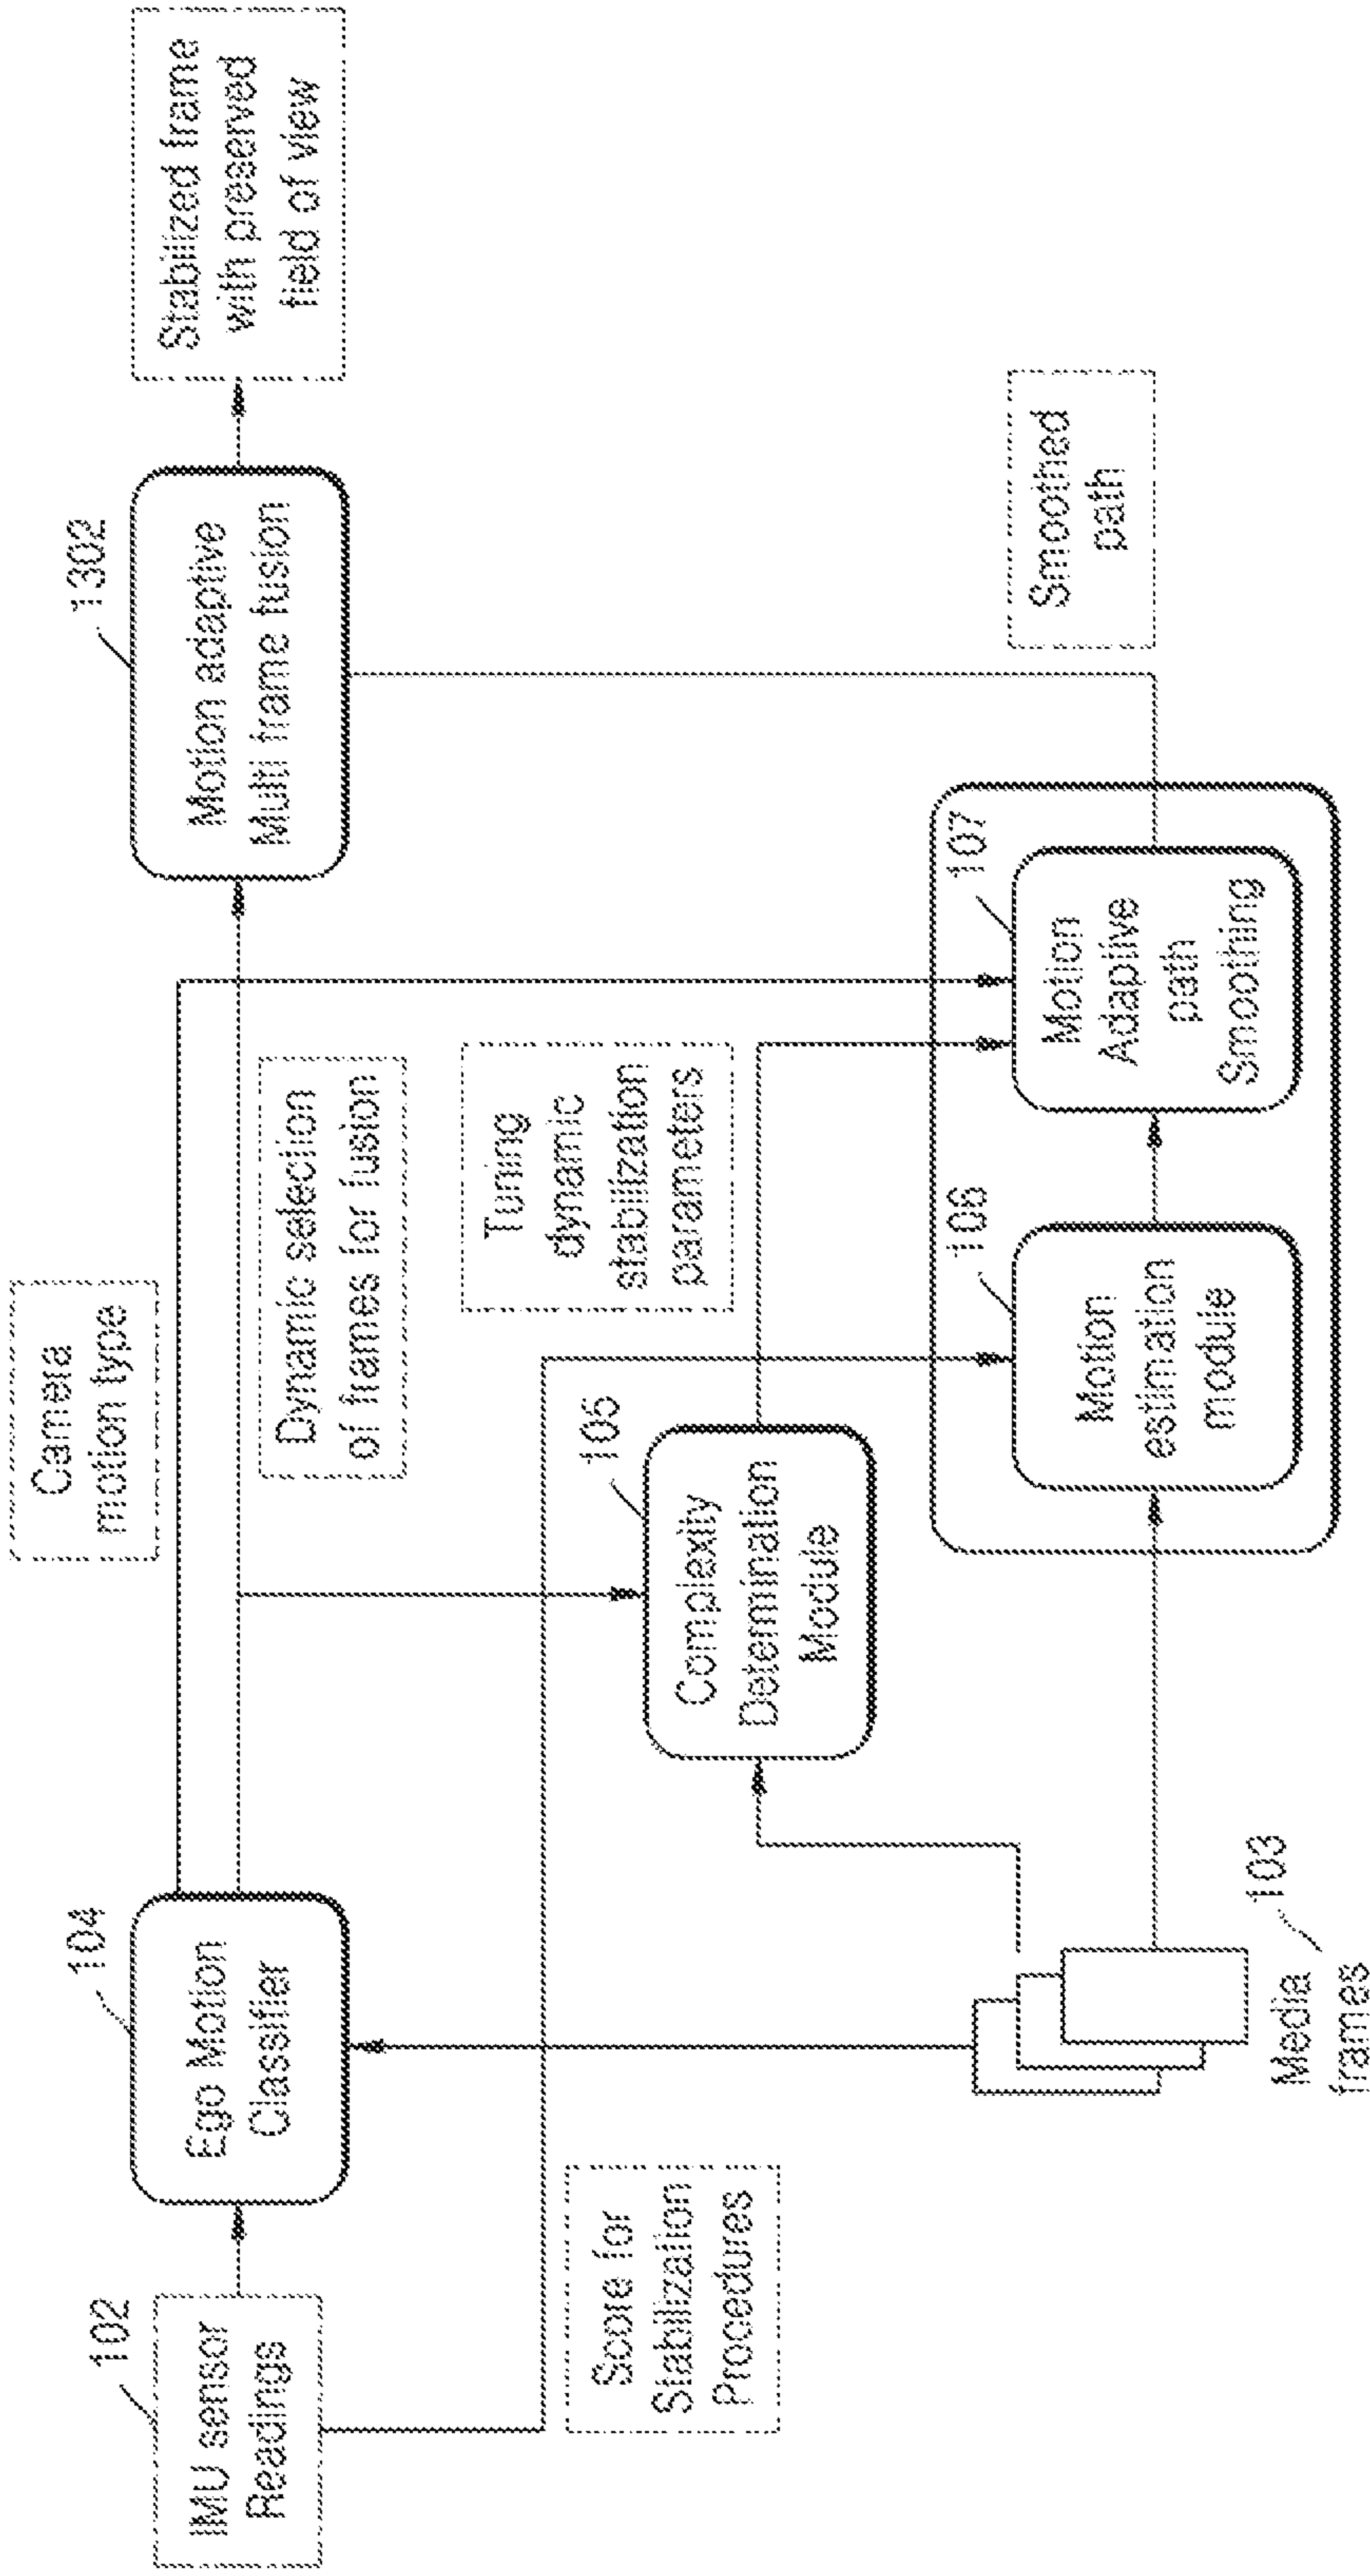 102
IMU sensor
Readings
104
Ego Motion
Classifier
Camera
motion type
Dynamic selection
of frames for fusion
1302
Motion adaptive
Multi frame fusion
Stabilized frame
with preserved
field of view
Score for
Stabilization
Procedures
105
Complexity
Determination
Module
Tuning
dynamic
stabilization
parameters
103
Media
frames
106
Motion
estimation
module
107
Motion
Adaptive
path
Smoothing
Smoothed
path